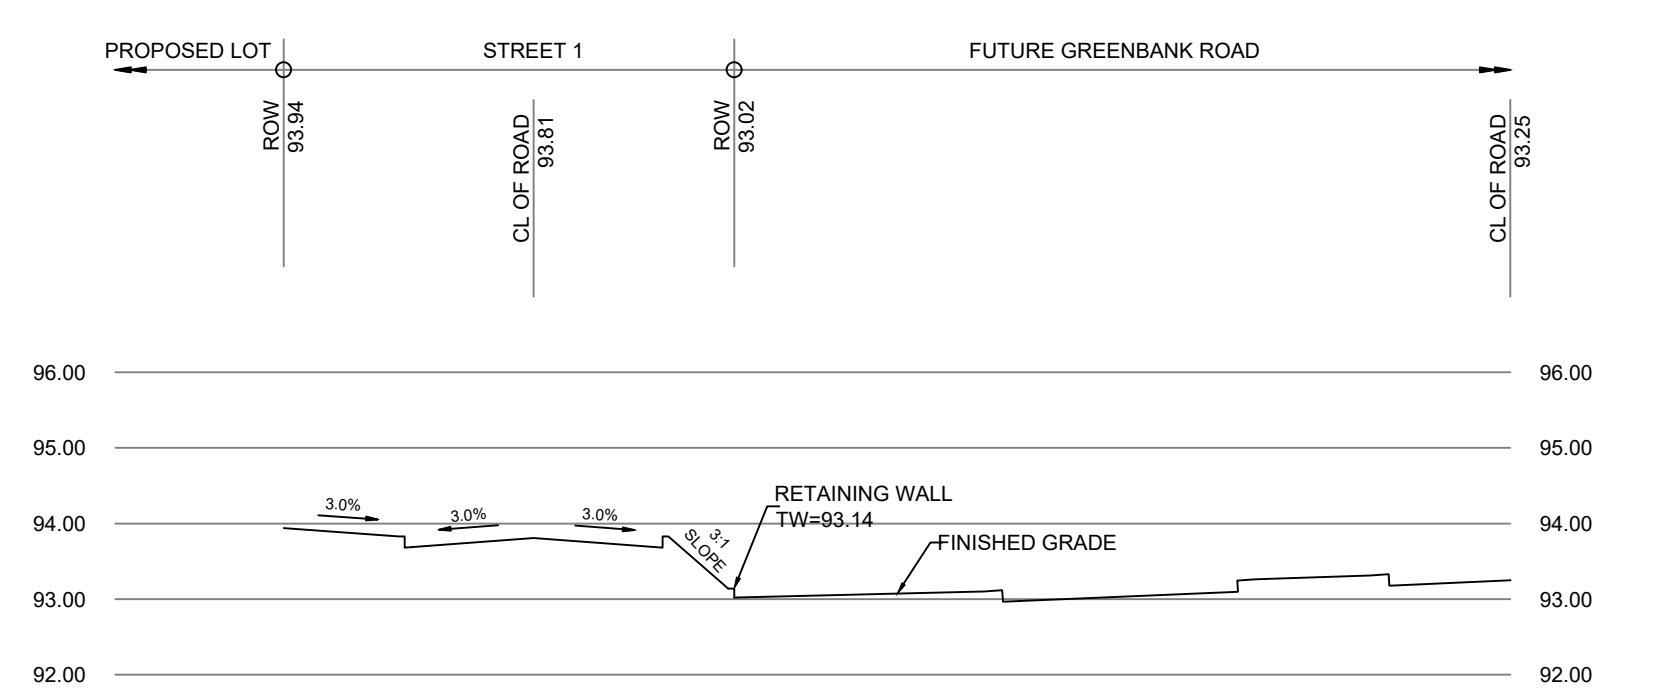 PROPOSED LOT
STREET 1
FUTURE GREENBANK ROAD
ROW
93.94
CL OF ROAD
93.81
ROW
93.02
CL OF ROAD
93.25
96.00
96.00
95.00
95.00
94.00
94.00
3.0%
3.0%
3.0%
3:1
SLOPE
RETAINING WALL
TW=93.14
FINISHED GRADE
93.00
93.00
92.00
92.00